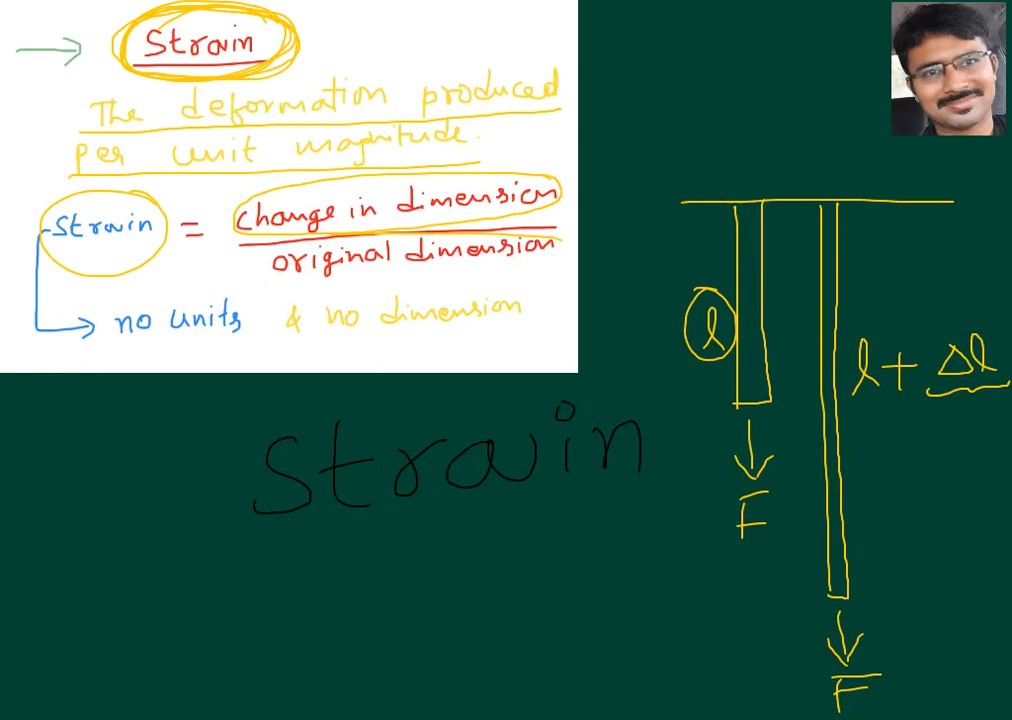 Strain
The deformation produced
per unit magnitude.
Strain = change in dimension
original dimension
no units & no dimension
l
l + Δl
Strain
F
F